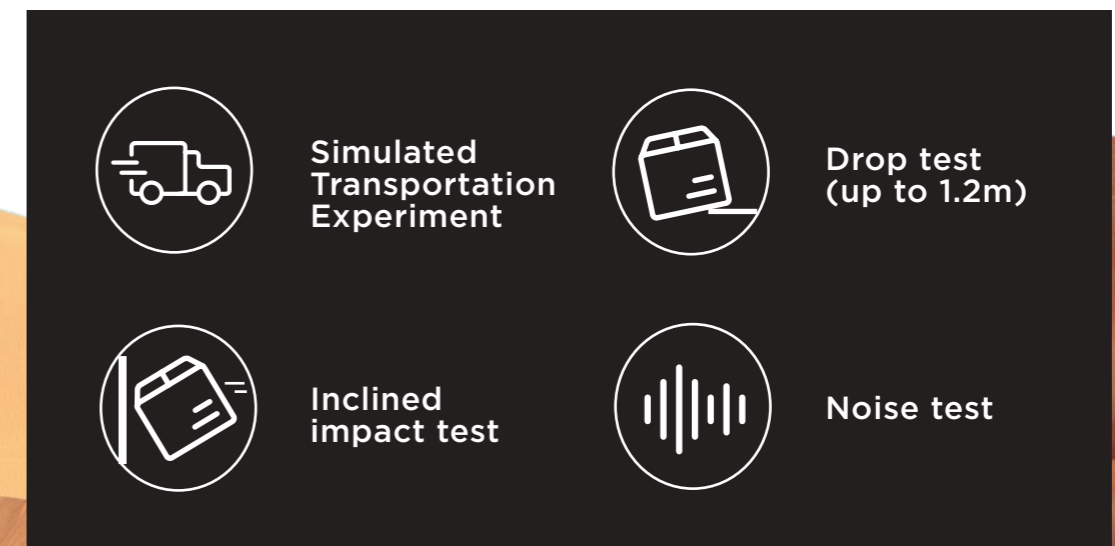 Simulated
Transportation
Experiment
Drop test
(up to 1.2m)
Inclined
impact test
Noise test